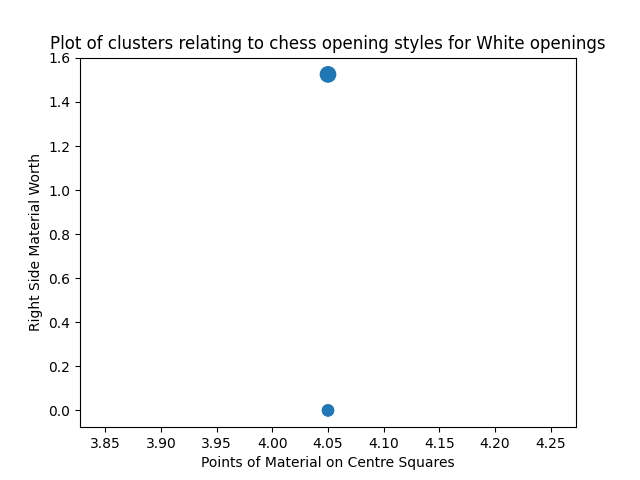 Plot of clusters relating to chess opening styles for White openings
1.6
1.4
1.2
1.0
0.8
0.6
0.4
0.2
0.0
Right Side Material Worth
3.85 3.90 3.95 4.00 4.05 4.10 4.15 4.20 4.25
Points of Material on Centre Squares